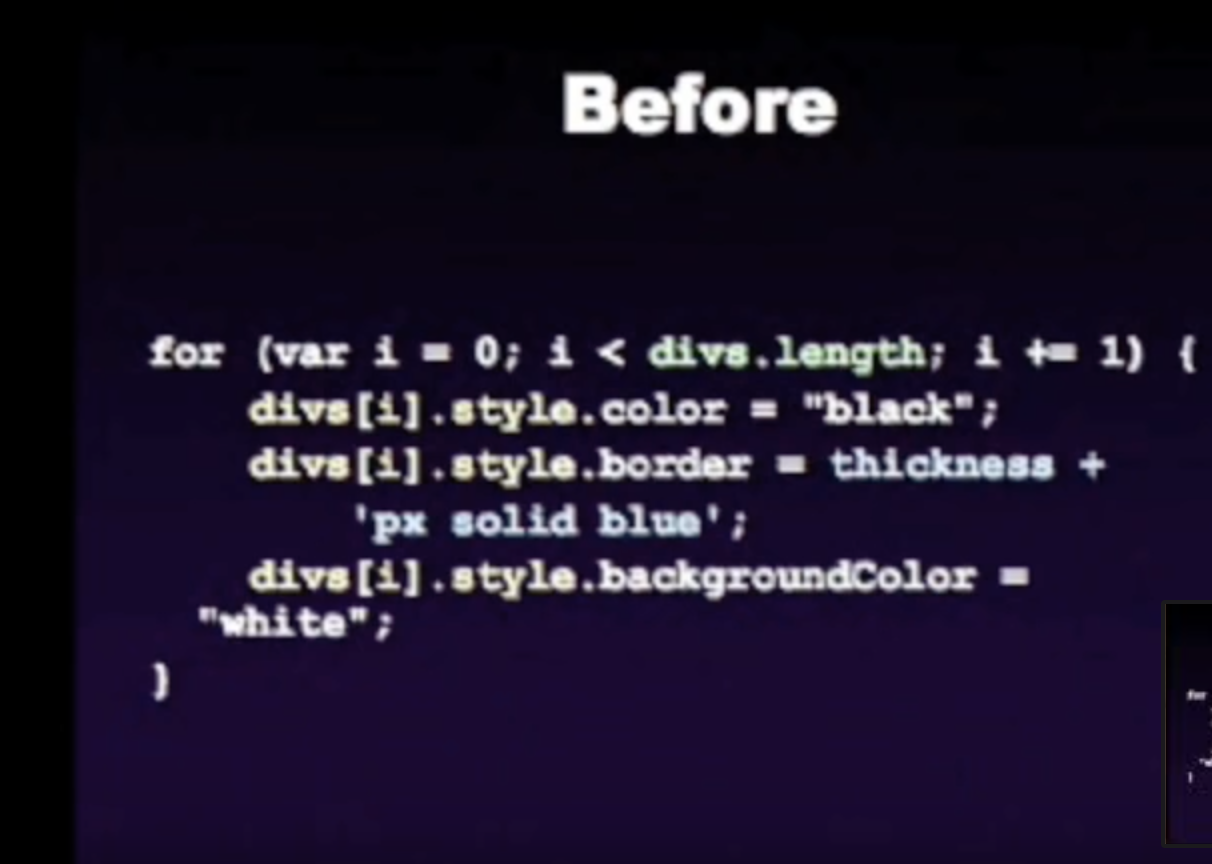 Before
for (var i = 0; i < divs.length; i += 1) {
divs[i].style.color = "black";
divs[i].style.border = thickness +
'px solid blue';
divs[i].style.backgroundColor =
"white";
}
for